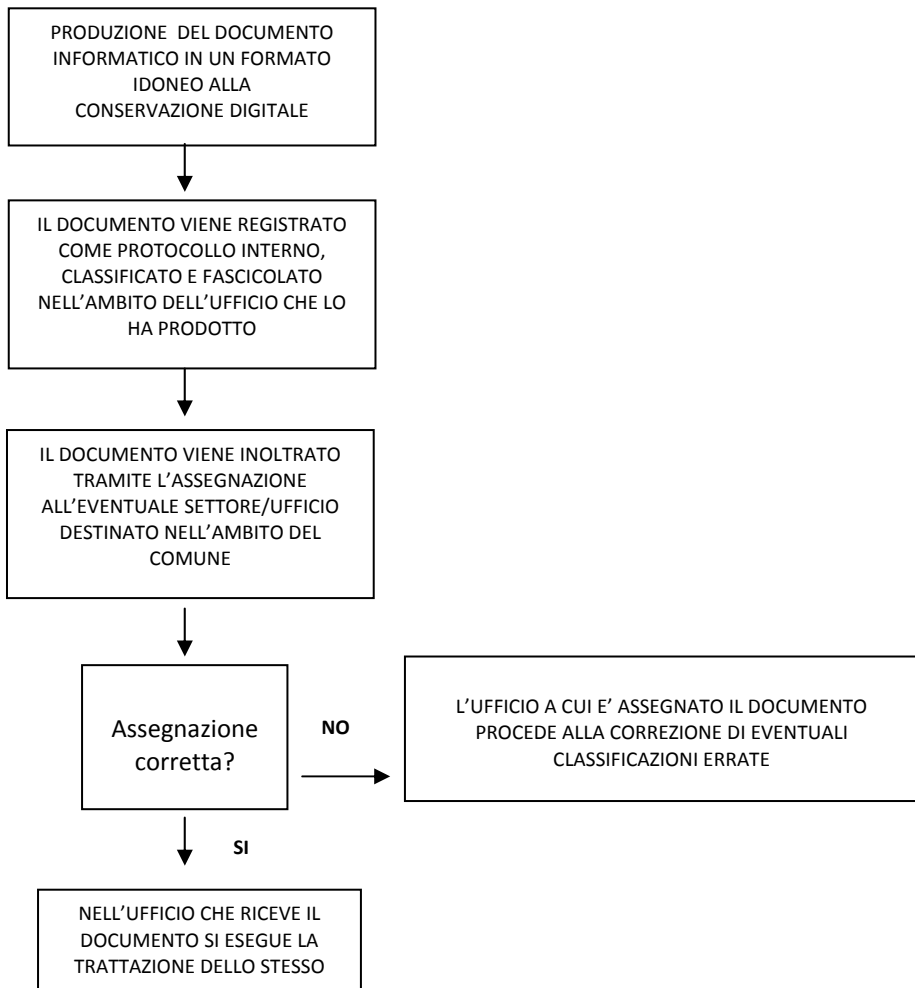 PRODUZIONE DEL DOCUMENTO
INFORMATICO IN UN FORMATO
IDONEO ALLA
CONSERVAZIONE DIGITALE
IL DOCUMENTO VIENE REGISTRATO
COME PROTOCOLLO INTERNO,
CLASSIFICATO E FASCICOLATO
NELL’AMBITO DELL’UFFICIO CHE LO
HA PRODOTTO
IL DOCUMENTO VIENE INOLTRATO
TRAMITE L’ASSEGNAZIONE
ALL’EVENTUALE SETTORE/UFFICIO
DESTINATO NELL’AMBITO DEL
COMUNE
Assegnazione
corretta?
NO
L’UFFICIO A CUI E’ ASSEGNATO IL DOCUMENTO
PROCEDE ALLA CORREZIONE DI EVENTUALI
CLASSIFICAZIONI ERRATE
SI
NELL’UFFICIO CHE RICEVE IL
DOCUMENTO SI ESEGUE LA
TRATTAZIONE DELLO STESSO